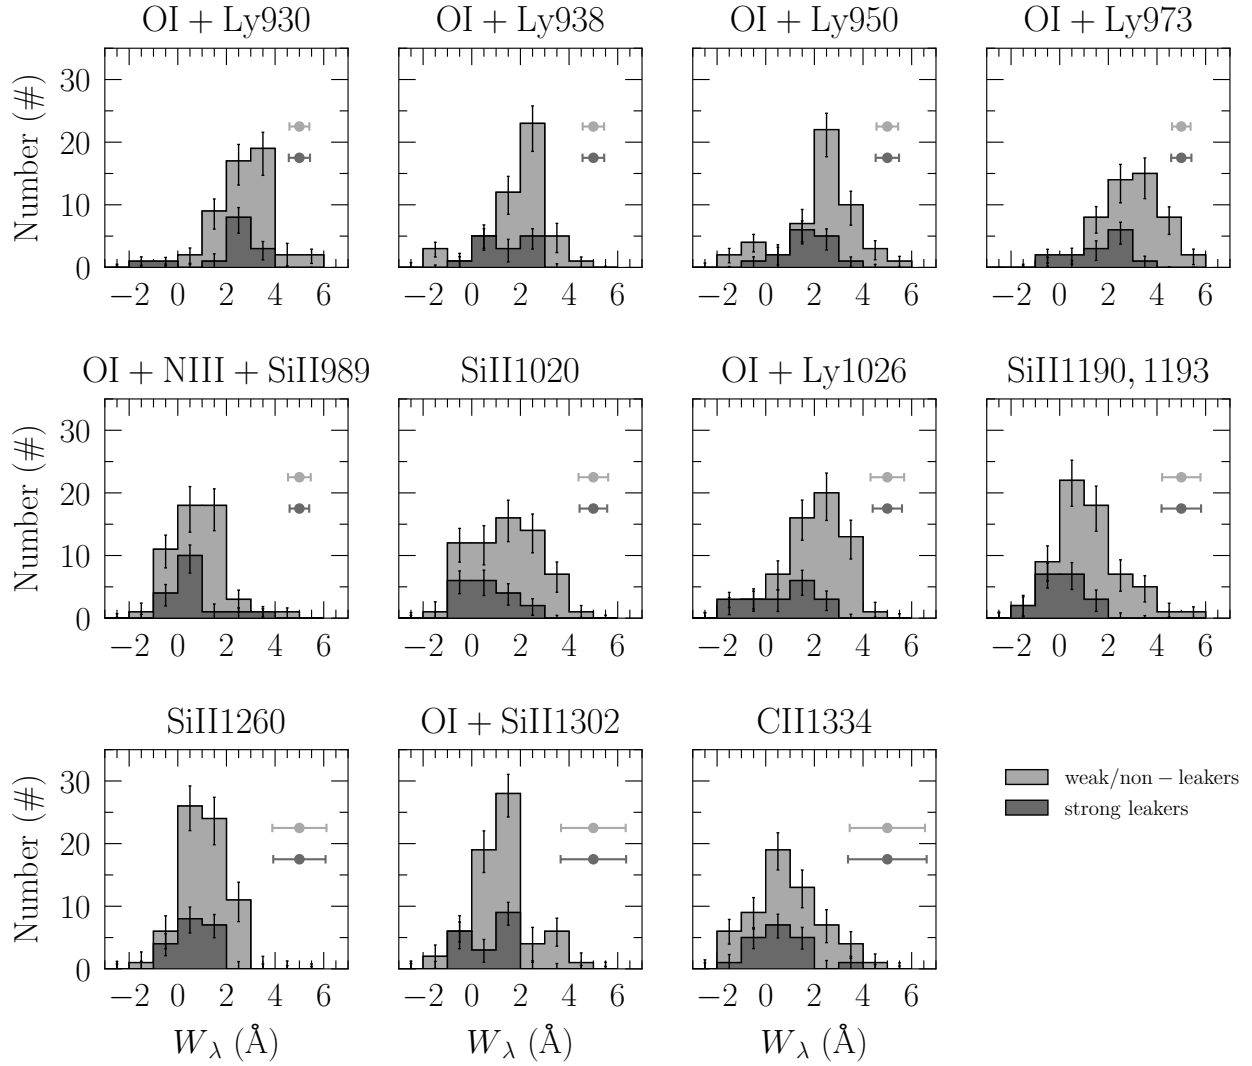 OI + Ly930 OI + Ly938 OI + Ly950 OI + Ly973
Number (#)
30
20
10
0
−2 0 2 4 6 −2 0 2 4 6 −2 0 2 4 6 −2 0 2 4 6
OI + NIII + SiII989 SiII1020 OI + Ly1026 SiII1190, 1193
Number (#)
30
20
10
0
−2 0 2 4 6 −2 0 2 4 6 −2 0 2 4 6 −2 0 2 4 6
SiII1260 OI + SiII1302 CII1334
Number (#)
30
20
10
0
−2 0 2 4 6 −2 0 2 4 6 −2 0 2 4 6
W_λ (Å) W_λ (Å) W_λ (Å)
weak/non − leakers
strong leakers